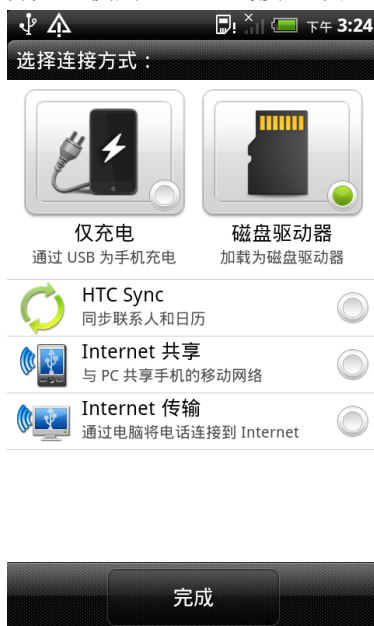 下午 3:24
选择连接方式：
仅充电
通过 USB 为手机充电
磁盘驱动器
加载为磁盘驱动器
HTC Sync
同步联系人和日历
Internet 共享
与 PC 共享手机的移动网络
Internet 传输
通过电脑将电话连接到 Internet
完成